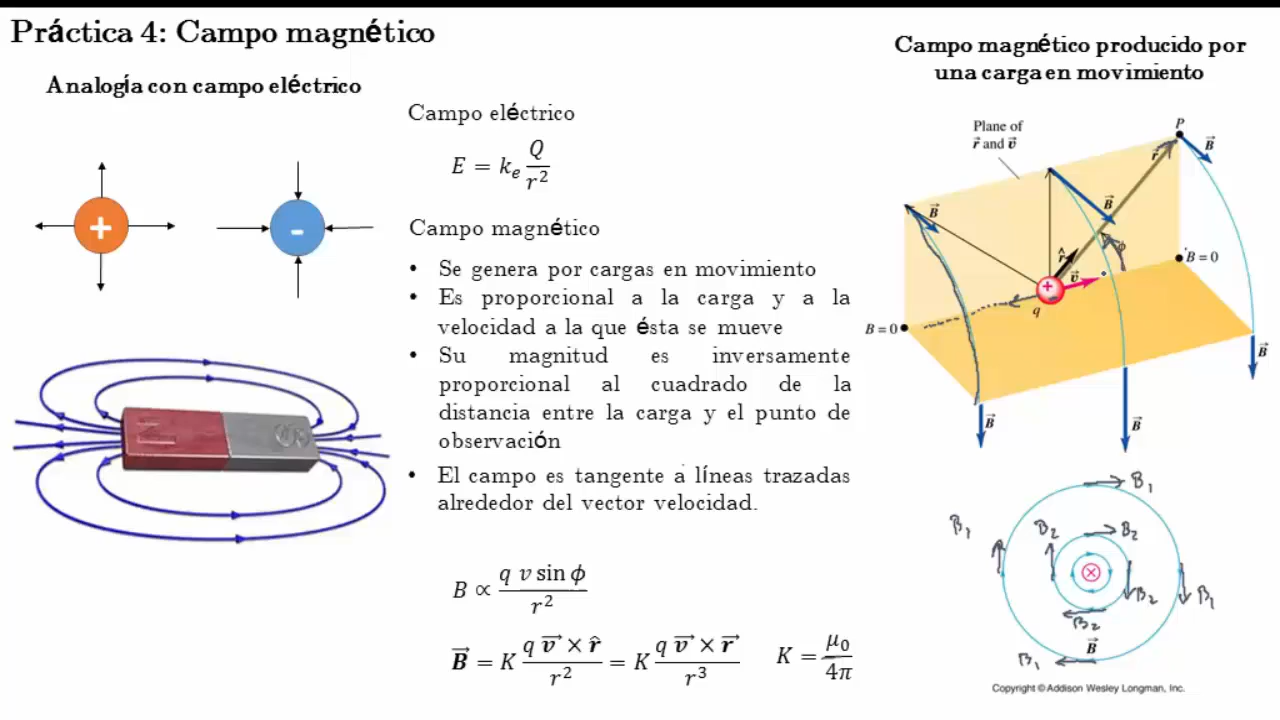 Práctica 4: Campo magnético
Analogía con campo eléctrico
+
-
N
S
Campo eléctrico
E = kₑ Q/r²
Campo magnético
• Se genera por cargas en movimiento
• Es proporcional a la carga y a la
velocidad a la que ésta se mueve
• Su magnitud es inversamente
proporcional al cuadrado de la
distancia entre la carga y el punto de
observación
• El campo es tangente a líneas trazadas
alrededor del vector velocidad.
B ∝ q v sin ϕ / r²
B⃗ = K q v⃗ × r̂ / r² = K q v⃗ × r⃗ / r³ K = μ₀/4π
Campo magnético producido por
una carga en movimiento
Plane of
r⃗ and v⃗
P
B⃗
r⃗
B⃗
B⃗
ϕ
r̂
v⃗
B = 0
+
q
B = 0
B⃗
B⃗
B⃗
B₁
B₁
B₂
B₂
B₂
B₁
B₂
B⃗
B₁
Copyright © Addison Wesley Longman, Inc.